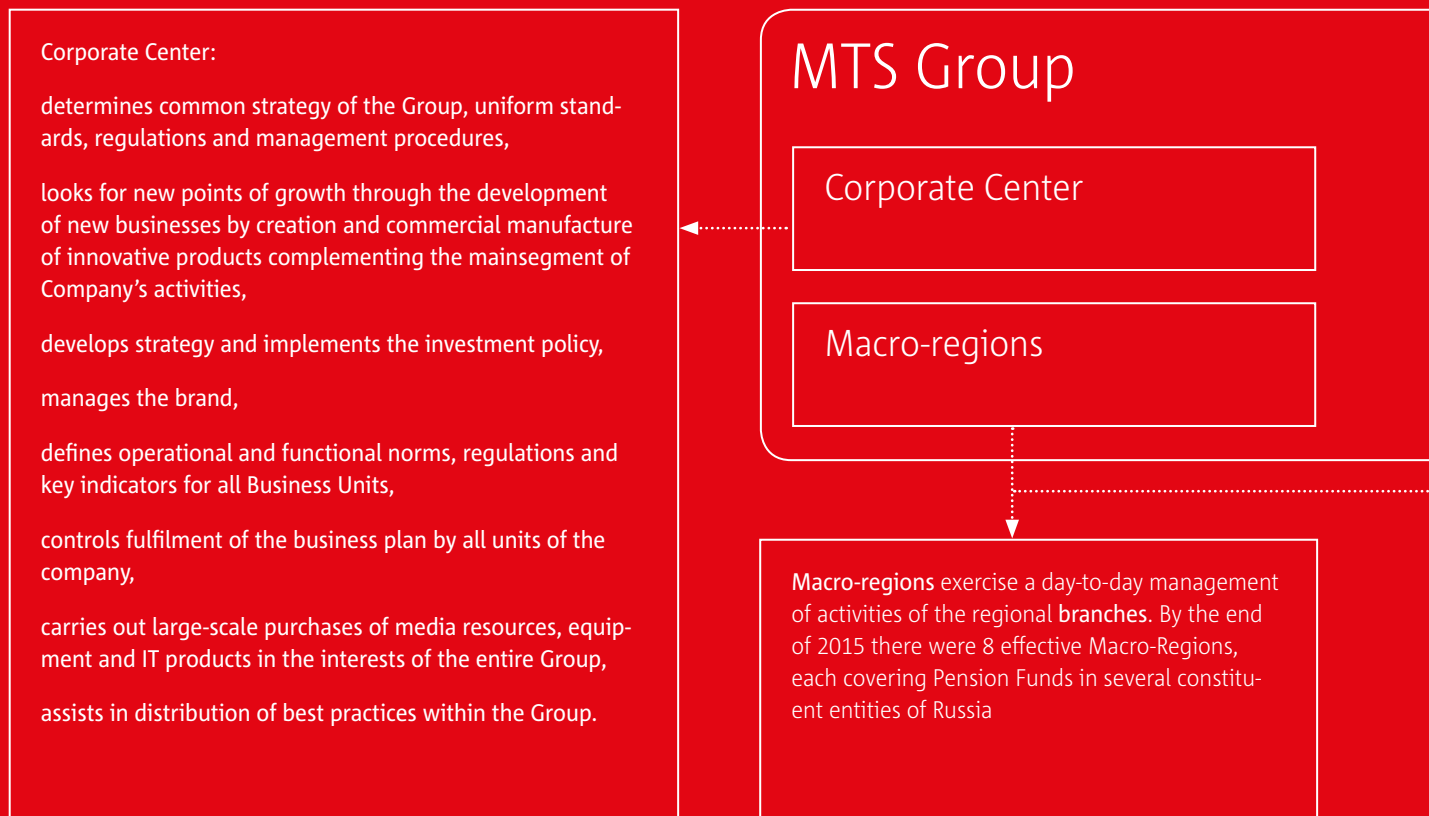 Corporate Center:
determines common strategy of the Group, uniform stand-
ards, regulations and management procedures,
looks for new points of growth through the development
of new businesses by creation and commercial manufacture
of innovative products complementing the mainsegment of
Company’s activities,
develops strategy and implements the investment policy,
manages the brand,
defines operational and functional norms, regulations and
key indicators for all Business Units,
controls fulfilment of the business plan by all units of the
company,
carries out large-scale purchases of media resources, equip-
ment and IT products in the interests of the entire Group,
assists in distribution of best practices within the Group.
MTS Group
Corporate Center
Macro-regions
Macro-regions exercise a day-to-day management
of activities of the regional branches. By the end
of 2015 there were 8 effective Macro-Regions,
each covering Pension Funds in several constitu-
ent entities of Russia